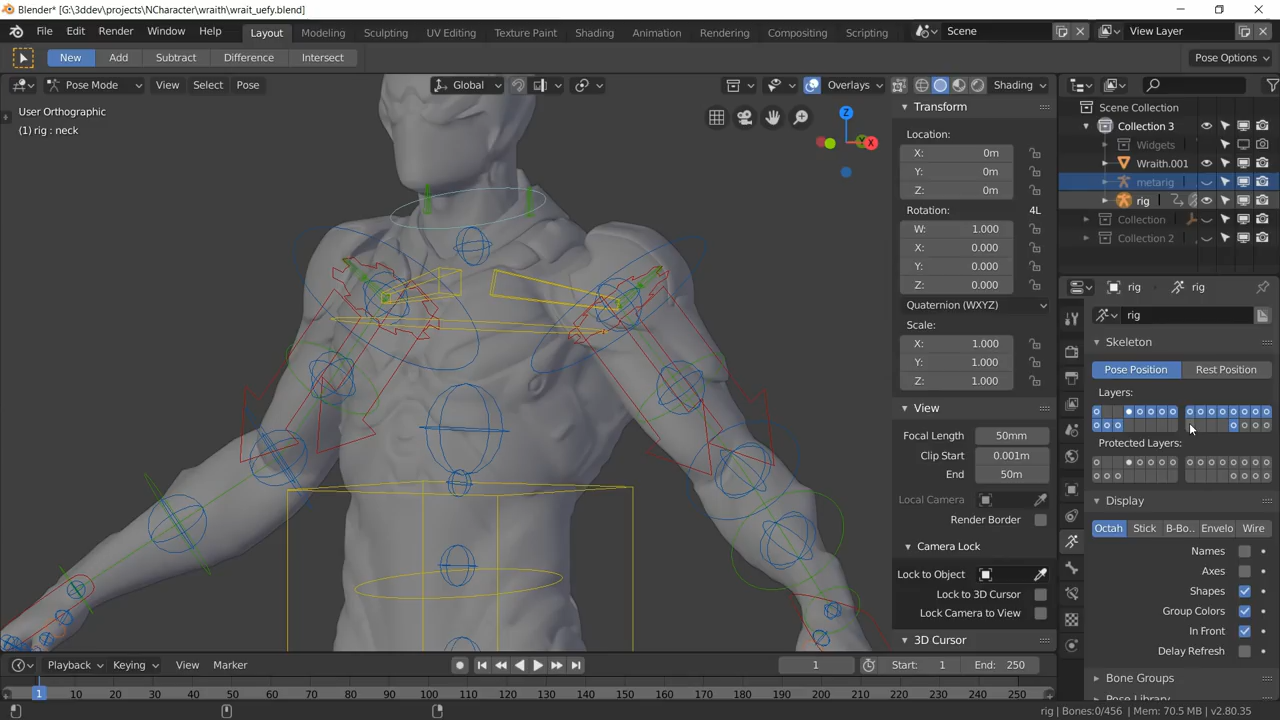 Blender* [G:\3ddev\projects\NCharacter\wraith\wrait_uefy.blend]
File Edit Render Window Help Layout Modeling Sculpting UV Editing Texture Paint Shading Animation Rendering Compositing Scripting Scene View Layer
New Add Subtract Difference Intersect Pose Options
Pose Mode View Select Pose Global Overlays Shading
User Orthographic
(1) rig : neck
Z
Y
X
Transform
Location:
X: 0m
Y: 0m
Z: 0m
Rotation: 4L
W: 1.000
X: 0.000
Y: 0.000
Z: 0.000
Quaternion (WXYZ)
Scale:
X: 1.000
Y: 1.000
Z: 1.000
View
Focal Length 50mm
Clip Start 0.001m
End 50m
Local Camera
Render Border
Camera Lock
Lock to Object
Lock to 3D Cursor
Lock Camera to View
3D Cursor
Scene Collection
Collection 3
Widgets
Wraith.001
metarig
rig
Collection
Collection 2
rig rig
rig
Skeleton
Pose Position Rest Position
Layers:
Protected Layers:
Display
Octah Stick B-Bo.. Envelo Wire
Names
Axes
Shapes
Group Colors
In Front
Delay Refresh
Bone Groups
Pose Library
Playback Keying View Marker 1 Start: 1 End: 250
1 10 20 30 40 50 60 70 80 90 100 110 120 130 140 150 160 170 180 190 200 210 220 230 240 250
rig | Bones:0/456 | Mem: 70.5 MB | v2.80.35